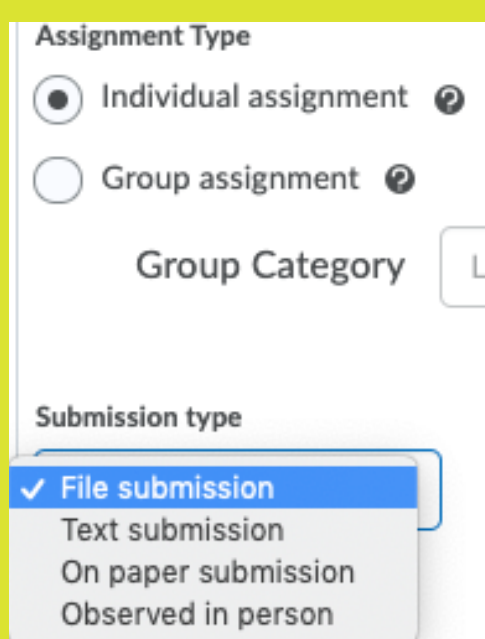 Assignment Type
Individual assignment
Group assignment
Group Category
Submission type
File submission
Text submission
On paper submission
Observed in person